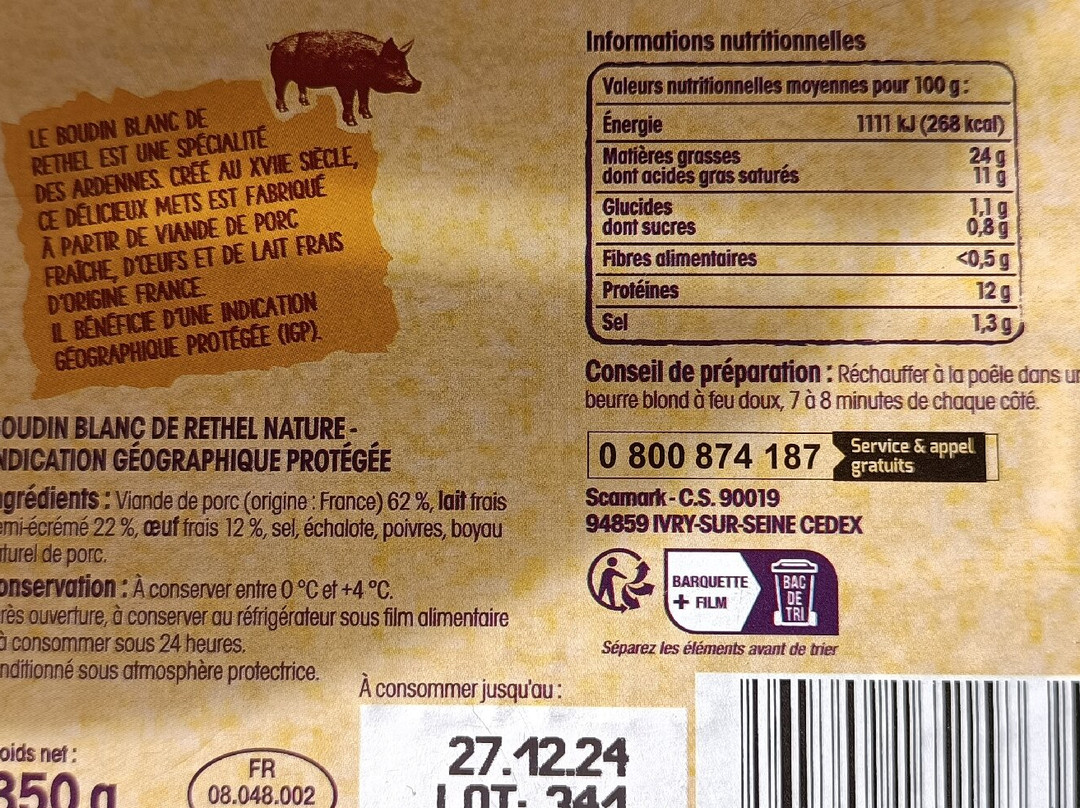 LE BOUDIN BLANC DE
RETHEL EST UNE SPÉCIALITÉ
DES ARDENNES. CRÉÉ AU XVIIE SIÈCLE,
CE DÉLICIEUX METS EST FABRIQUÉ
À PARTIR DE VIANDE DE PORC
FRAÎCHE, D'ŒUFS ET DE LAIT FRAIS
D'ORIGINE FRANCE.
IL BÉNÉFICIE D'UNE INDICATION
GÉOGRAPHIQUE PROTÉGÉE (IGP).
OUDIN BLANC DE RETHEL NATURE -
NDICATION GÉOGRAPHIQUE PROTÉGÉE
ngrédients : Viande de porc (origine : France) 62 %, lait frais
emi-écrémé 22 %, œuf frais 12 %, sel, échalote, poivres, boyau
turel de porc.
onservation : À conserver entre 0 °C et +4 °C.
rès ouverture, à conserver au réfrigérateur sous film alimentaire
à consommer sous 24 heures.
nditionné sous atmosphère protectrice.
oids net :
350 g
FR
08.048.002
À consommer jusqu'au :
27.12.24
LOT: 344
Informations nutritionnelles
Valeurs nutritionnelles moyennes pour 100 g :
Énergie 1111 kJ (268 kcal)
Matières grasses 24 g
dont acides gras saturés 11 g
Glucides 1,1 g
dont sucres 0,8 g
Fibres alimentaires <0,5 g
Protéines 12 g
Sel 1,3 g
Conseil de préparation : Réchauffer à la poêle dans un
beurre blond à feu doux, 7 à 8 minutes de chaque côté.
0 800 874 187 Service & appel
gratuits
Scamark - C.S. 90019
94859 IVRY-SUR-SEINE CEDEX
BARQUETTE
+ FILM
BAC
DE
TRI
Séparez les éléments avant de trier